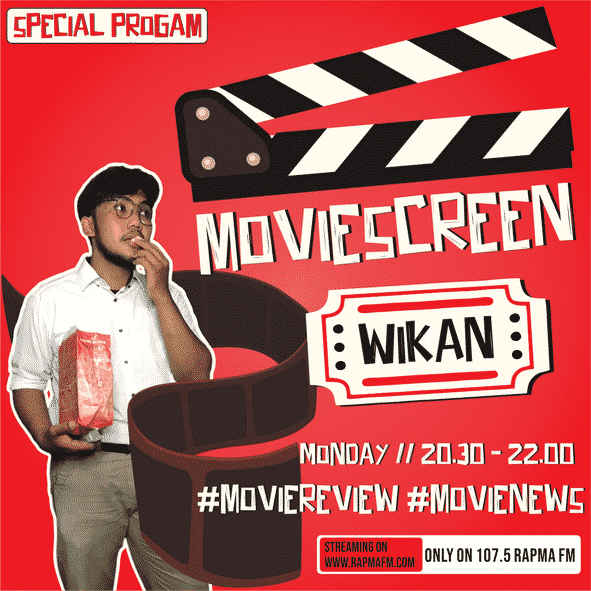 SPECIAL PROGAM
MOVIESCREEN
WIKAN
MONDAY // 20.30 - 22.00
#MOVIEREVIEW #MOVIENEWS
STREAMING ON
WWW.RAPMAFM.COM
ONLY ON 107.5 RAPMA FM